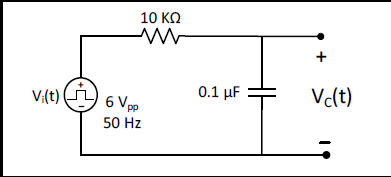 10 KΩ
+
Vi(t)
+
−
6 Vpp
50 Hz
0.1 µF
VC(t)
−